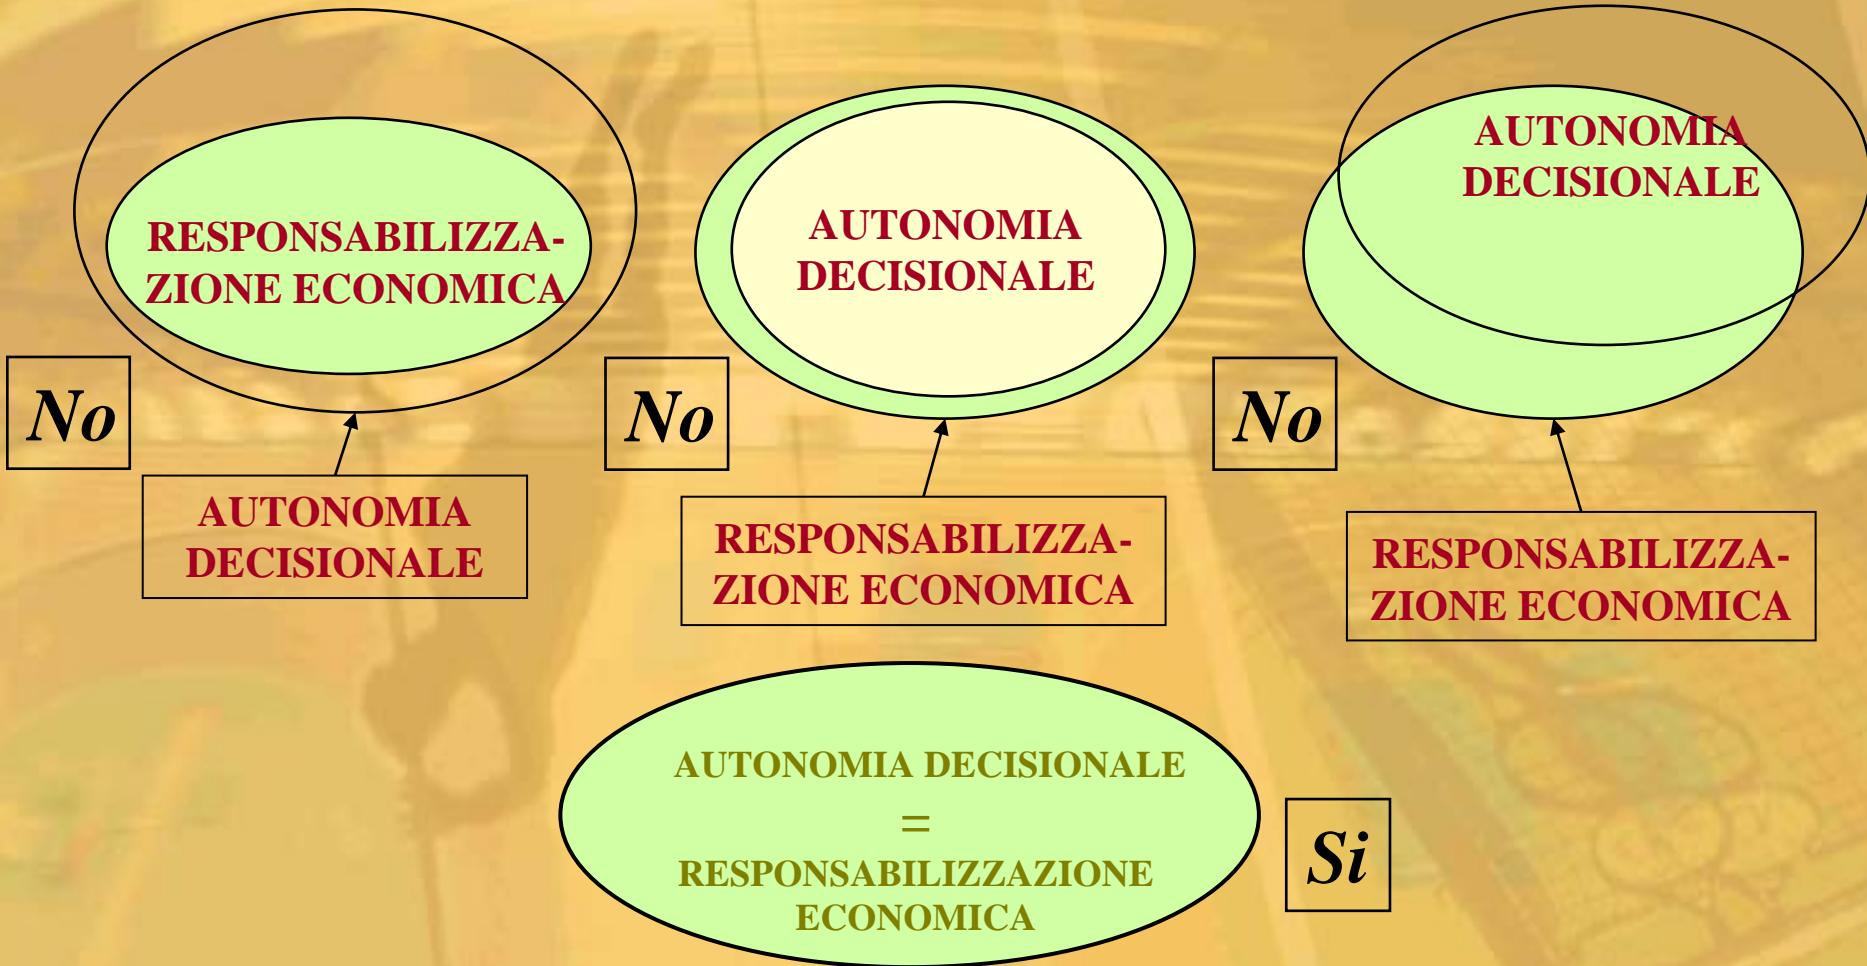 RESPONSABILIZZA-
ZIONE ECONOMICA
No
AUTONOMIA
DECISIONALE
AUTONOMIA
DECISIONALE
No
RESPONSABILIZZA-
ZIONE ECONOMICA
AUTONOMIA
DECISIONALE
No
RESPONSABILIZZA-
ZIONE ECONOMICA
AUTONOMIA DECISIONALE
=
RESPONSABILIZZAZIONE
ECONOMICA
Si